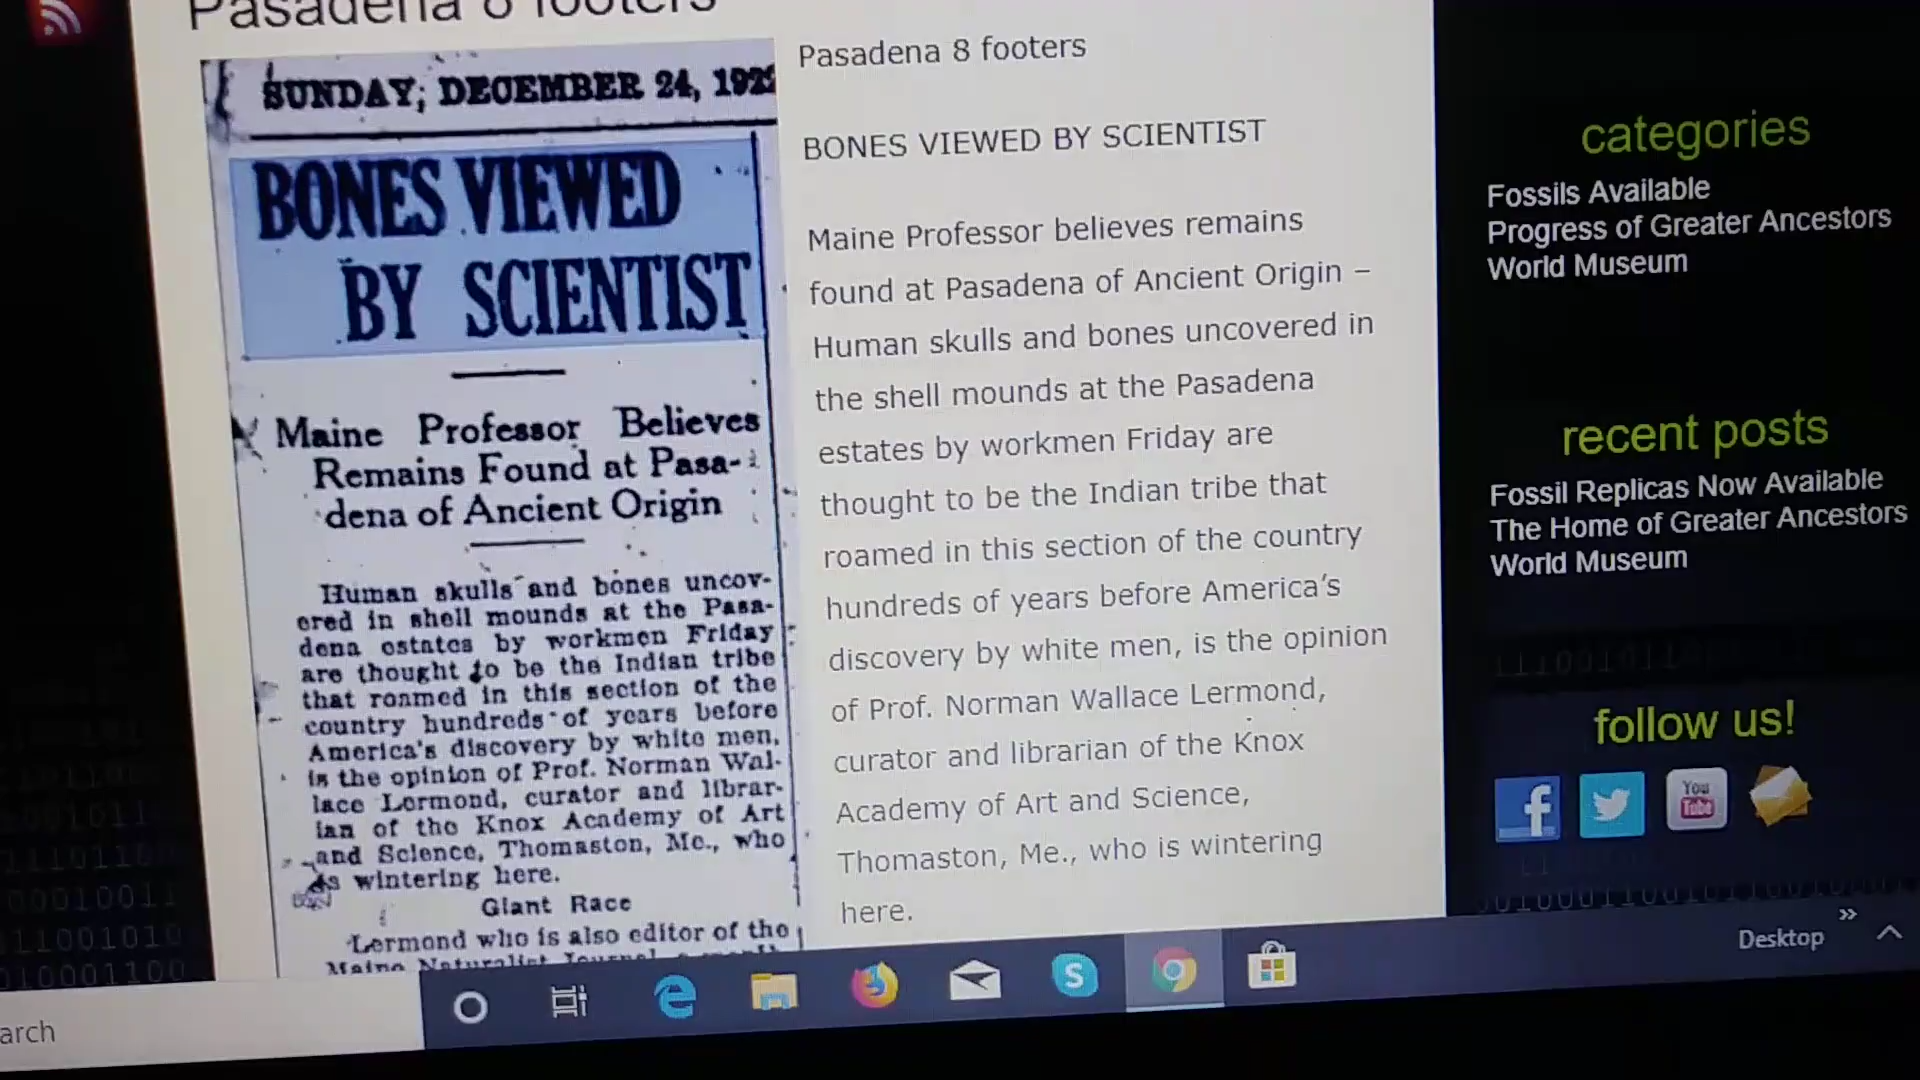 Pasadena 8 footers
SUNDAY, DECEMBER 24, 192
BONES VIEWED
BY SCIENTIST
Maine Professor Believes
Remains Found at Pasa-
dena of Ancient Origin
Human skulls and bones uncov-
ered in shell mounds at the Pasa-
dena estates by workmen Friday
are thought to be the Indian tribe
that roamed in this section of the
country hundreds of years before
America's discovery by white men,
is the opinion of Prof. Norman Wal-
lace Lermond, curator and librar-
ian of the Knox Academy of Art
and Science, Thomaston, Me., who
is wintering here.
Giant Race
Lermond who is also editor of the
Maine Naturalist Journal, a
Pasadena 8 footers
BONES VIEWED BY SCIENTIST
Maine Professor believes remains
found at Pasadena of Ancient Origin –
Human skulls and bones uncovered in
the shell mounds at the Pasadena
estates by workmen Friday are
thought to be the Indian tribe that
roamed in this section of the country
hundreds of years before America's
discovery by white men, is the opinion
of Prof. Norman Wallace Lermond,
curator and librarian of the Knox
Academy of Art and Science,
Thomaston, Me., who is wintering
here.
categories
Fossils Available
Progress of Greater Ancestors
World Museum
recent posts
Fossil Replicas Now Available
The Home of Greater Ancestors
World Museum
follow us!
You
Tube
arch
Desktop